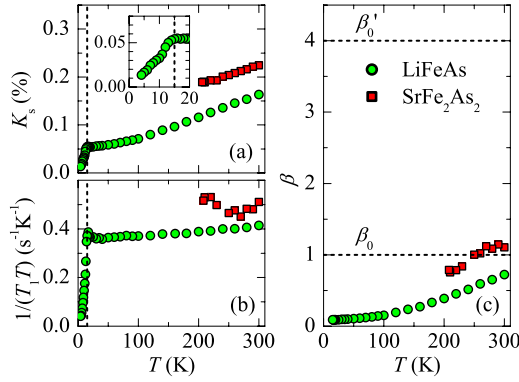 0.3
0.2
0.1
0.0
K_s (%)
0.05
0.00
0
10
20
(a)
0.4
0.2
0.0
1/(T_1T) (s^-1K^-1)
(b)
0
100
200
300
T (K)
4
3
2
1
0
β
β_0'
LiFeAs
SrFe_2As_2
β_0
(c)
0
100
200
300
T (K)